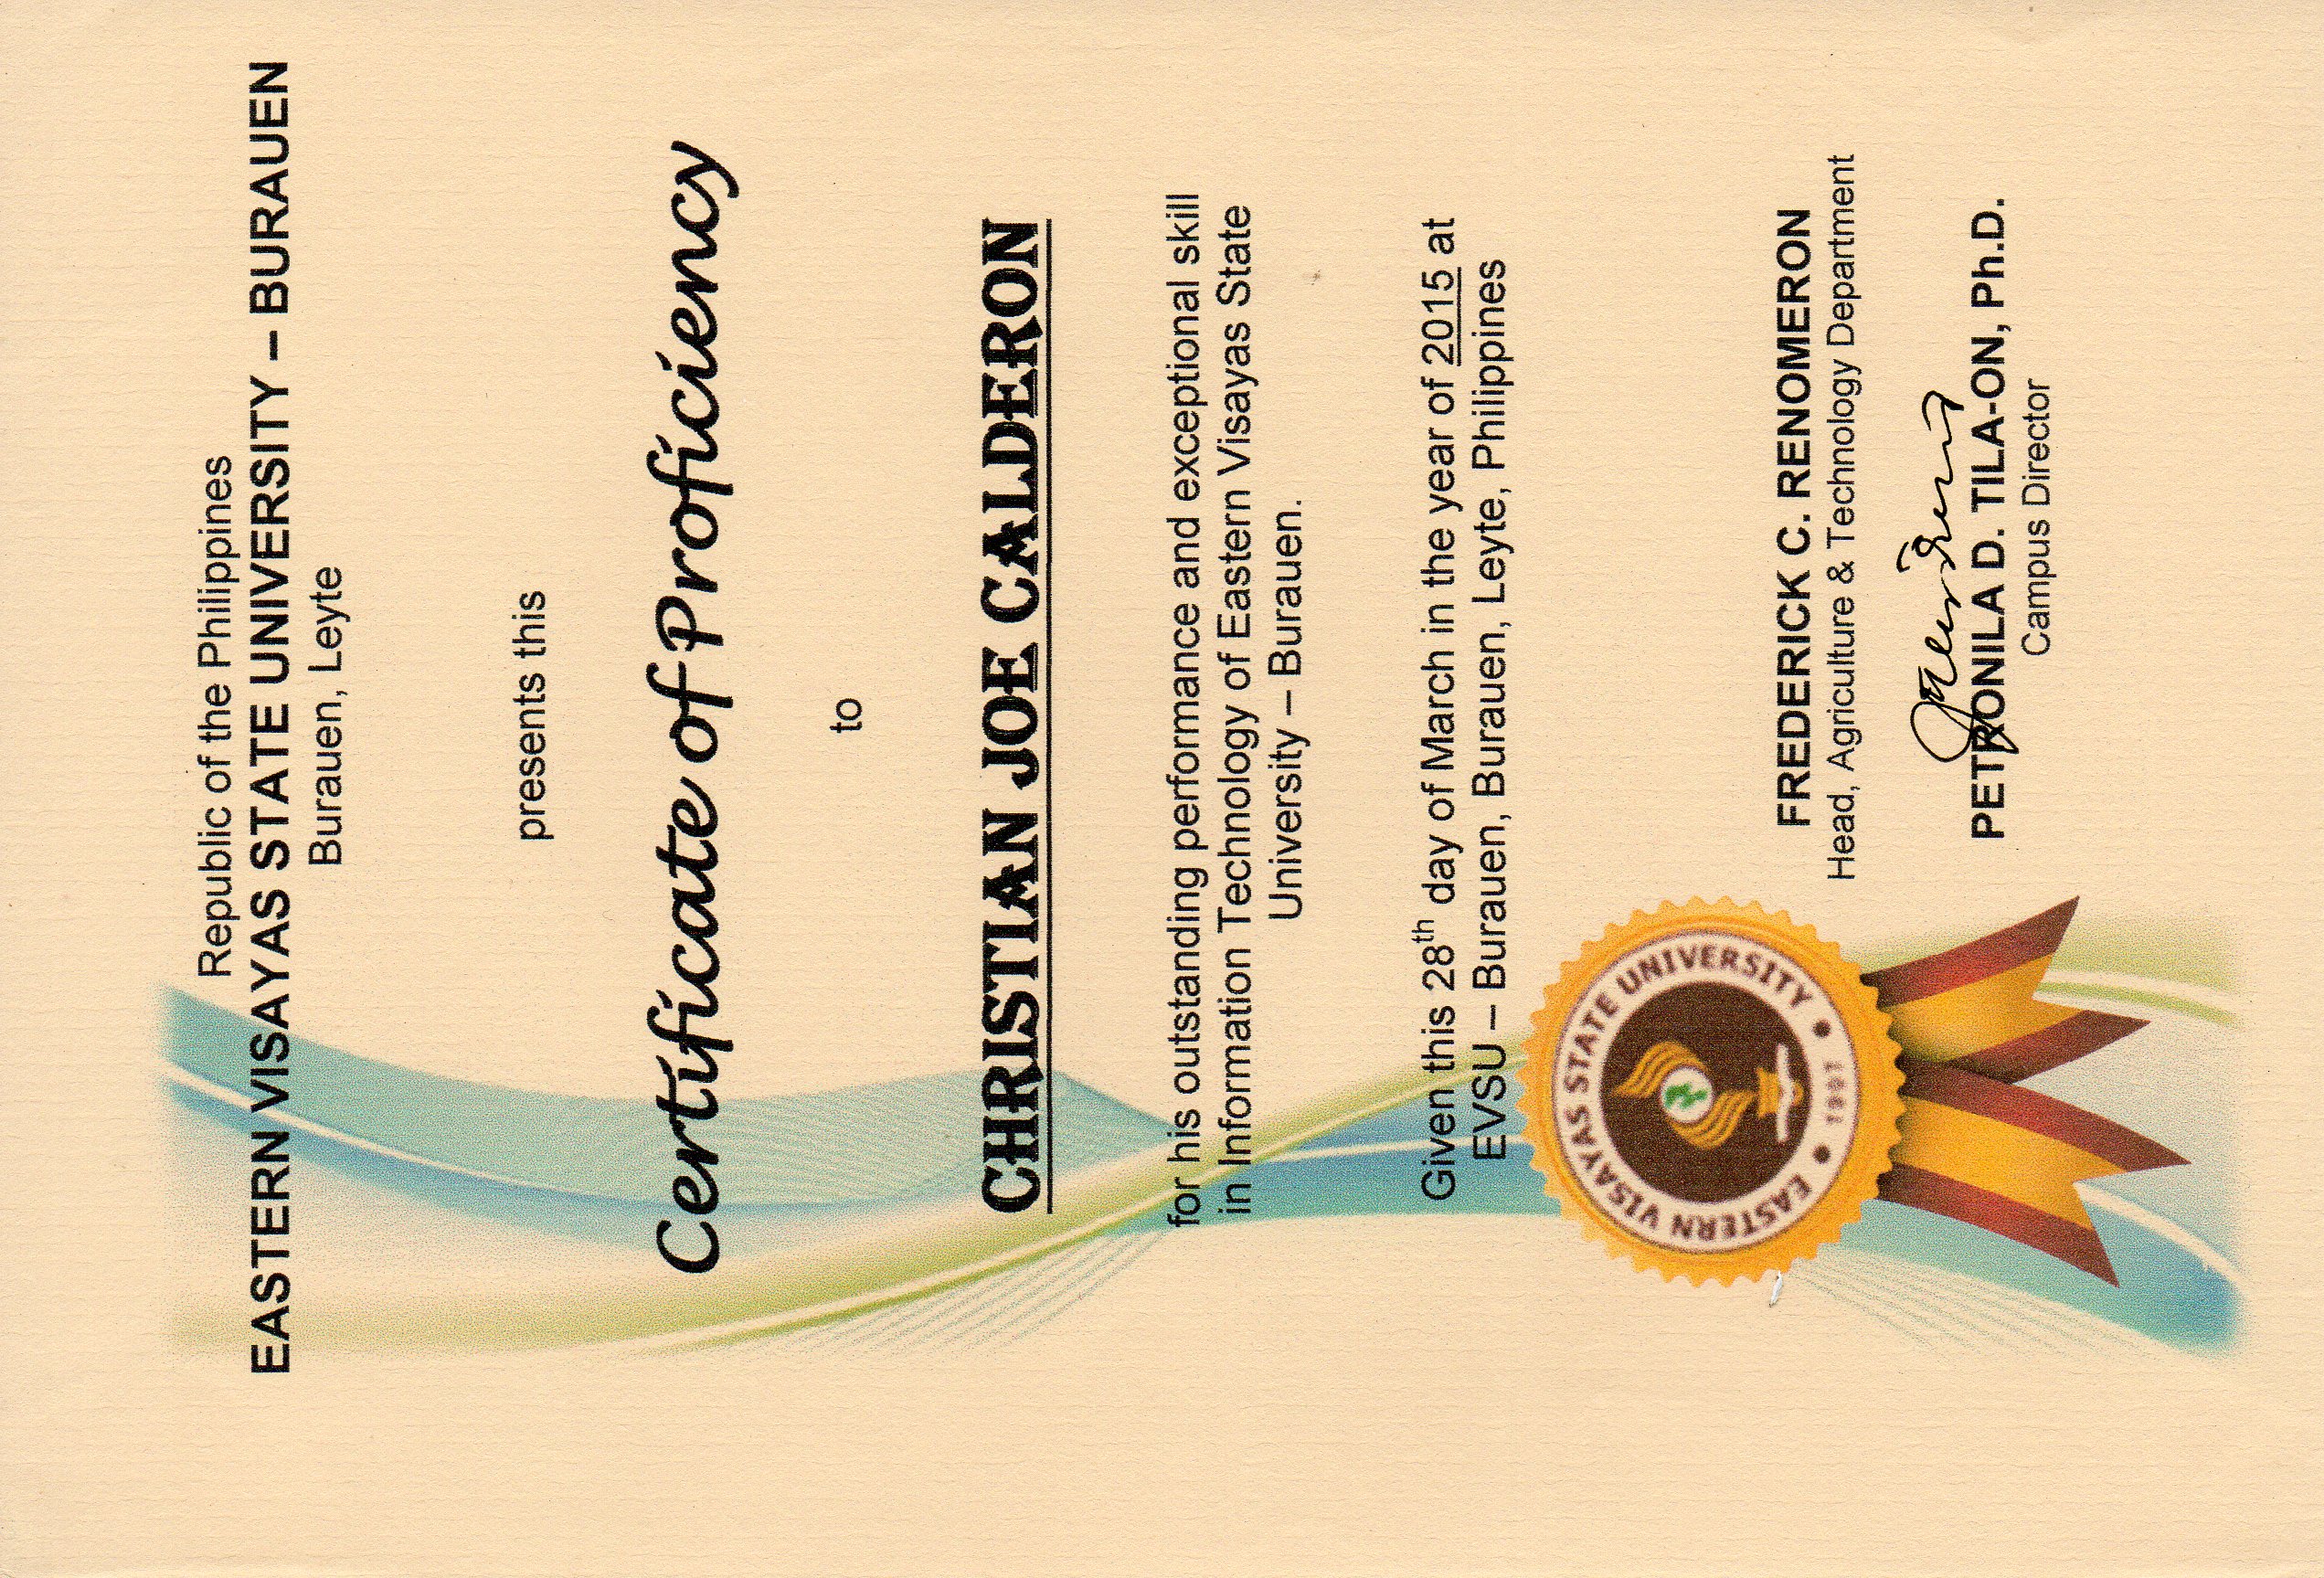 Republic of the Philippines
EASTERN VISAYAS STATE UNIVERSITY – BURAUEN
Burauen, Leyte
presents this
Certificate of Proficiency
to
CHRISTIAN JOE CALDERON
for his outstanding performance and exceptional skill
in Information Technology of Eastern Visayas State
University – Burauen.
Given this 28th day of March in the year of 2015 at
EVSU – Burauen, Burauen, Leyte, Philippines
EASTERN VISAYAS STATE UNIVERSITY
1907
FREDERICK C. RENOMERON
Head, Agriculture & Technology Department
PETRONILA D. TILA-ON, Ph.D.
Campus Director